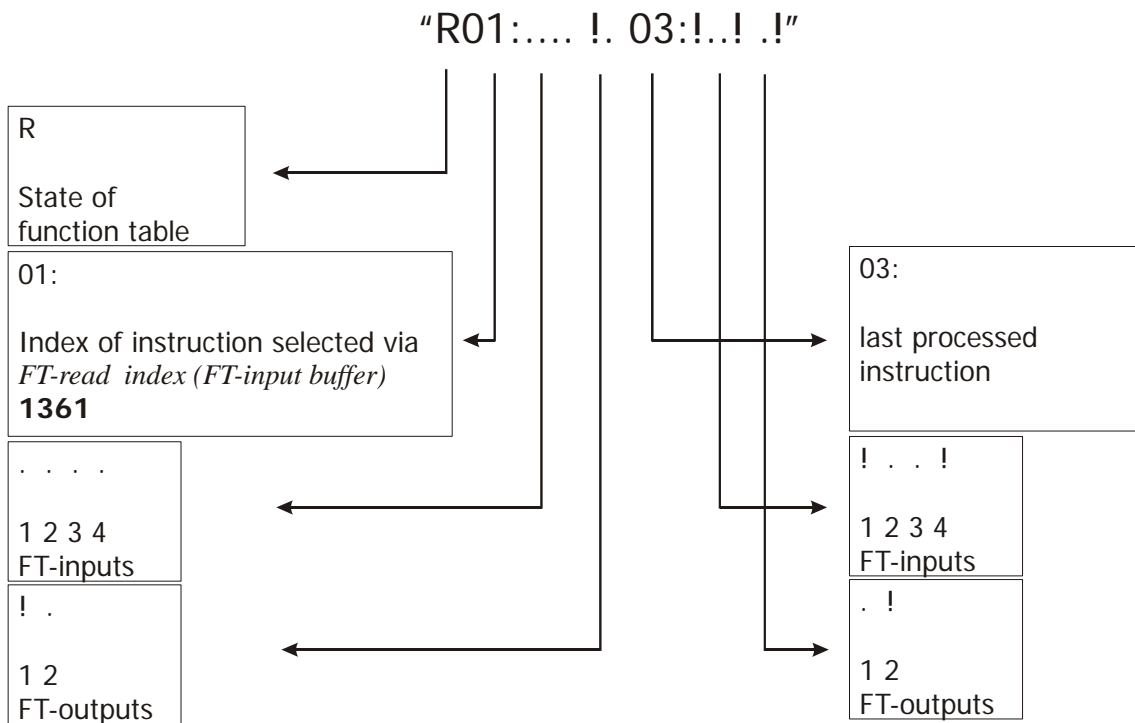 “R01:.... !. 03:!..! .!”
R
State of
function table
01:
Index of instruction selected via
FT-read index (FT-input buffer)
1361
. . . .
1 2 3 4
FT-inputs
! .
1 2
FT-outputs
03:
last processed
instruction
! . . !
1 2 3 4
FT-inputs
. !
1 2
FT-outputs